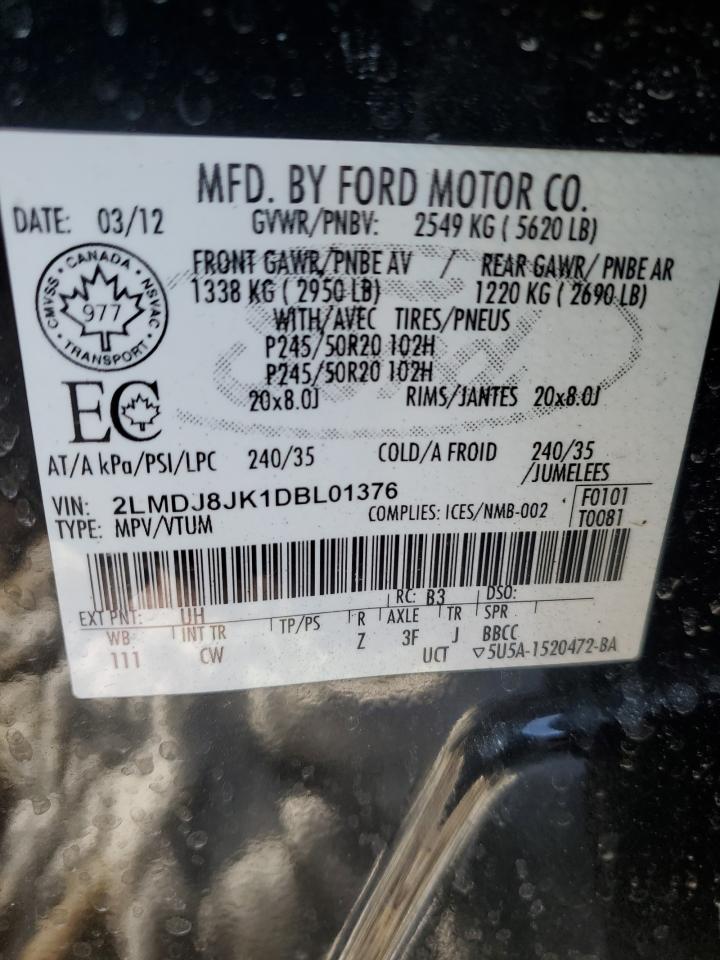 MFD. BY FORD MOTOR CO.
DATE: 03/12 GVWR/PNBV: 2549 KG ( 5620 LB)
FRONT GAWR/PNBE AV / REAR GAWR/ PNBE AR
1338 KG ( 2950 LB) 1220 KG ( 2690 LB)
WITH/AVEC TIRES/PNEUS
P245/50R20 102H
P245/50R20 102H
20x8.0J RIMS/JANTES 20x8.0J
CMVSS • CANADA • NSVAC • TRANSPORT •
977
EC
AT/A kPa/PSI/LPC 240/35 COLD/A FROID 240/35
/JUMELEES
VIN: 2LMDJ8JK1DBL01376 F0101
TYPE: MPV/VTUM COMPLIES: ICES/NMB-002 T0081
EXT PNT: UH RC: B3 DSO:
WB INT TR TP/PS R AXLE TR SPR
111 CW Z 3F J BBCC
UCT ▽5U5A-1520472-BA